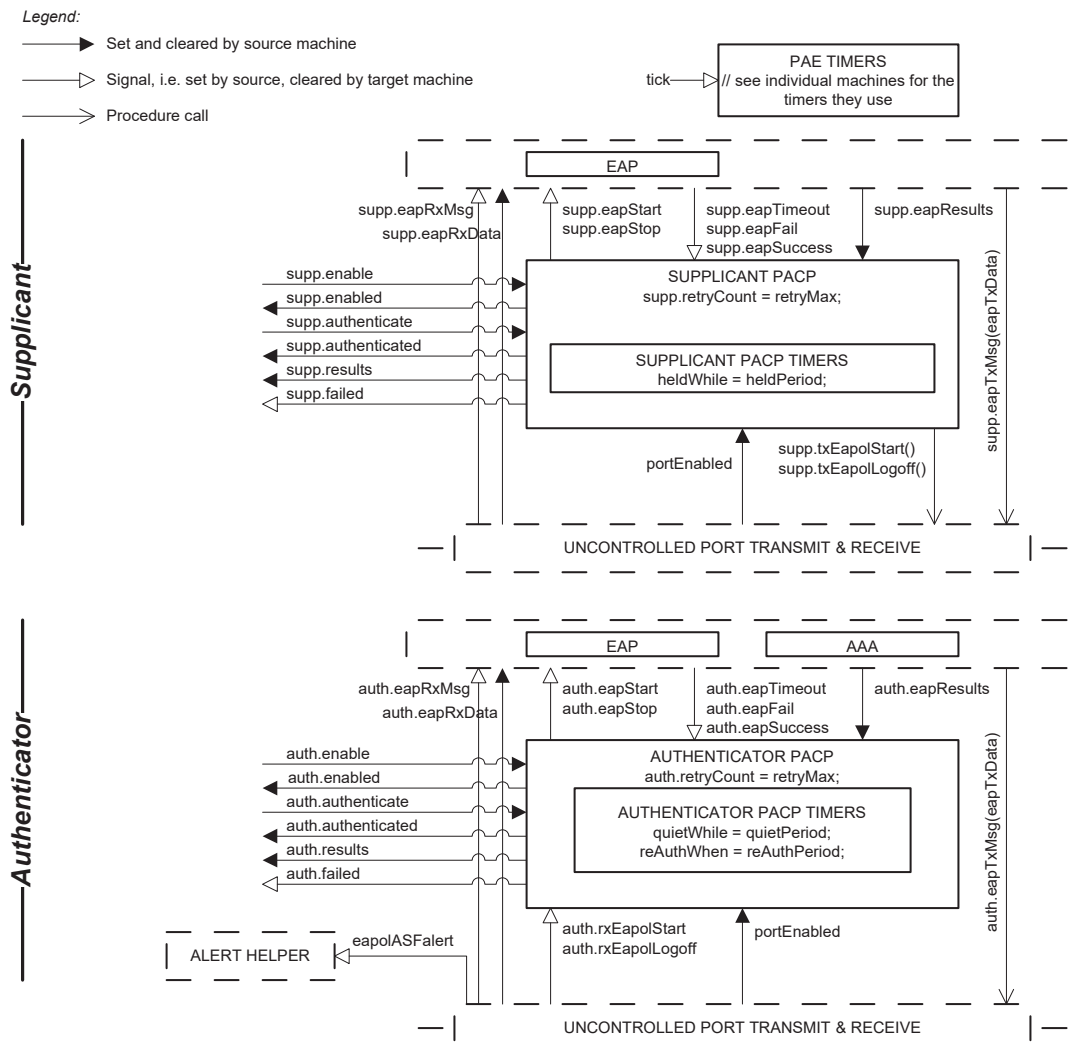 Legend:
Set and cleared by source machine
Signal, i.e. set by source, cleared by target machine
Procedure call
tick
PAE TIMERS
// see individual machines for the
timers they use
Supplicant
EAP
supp.eapRxMsg
supp.eapRxData
supp.eapStart
supp.eapStop
supp.eapTimeout
supp.eapFail
supp.eapSuccess
supp.eapResults
supp.eapTxMsg(eapTxData)
supp.enable
supp.enabled
supp.authenticate
supp.authenticated
supp.results
supp.failed
SUPPLICANT PACP
supp.retryCount = retryMax;
SUPPLICANT PACP TIMERS
heldWhile = heldPeriod;
portEnabled
supp.txEapolStart()
supp.txEapolLogoff()
UNCONTROLLED PORT TRANSMIT & RECEIVE
Authenticator
EAP
AAA
auth.eapRxMsg
auth.eapRxData
auth.eapStart
auth.eapStop
auth.eapTimeout
auth.eapFail
auth.eapSuccess
auth.eapResults
auth.eapTxMsg(eapTxData)
auth.enable
auth.enabled
auth.authenticate
auth.authenticated
auth.results
auth.failed
AUTHENTICATOR PACP
auth.retryCount = retryMax;
AUTHENTICATOR PACP TIMERS
quietWhile = quietPeriod;
reAuthWhen = reAuthPeriod;
ALERT HELPER
eapolASFalert
auth.rxEapolStart
auth.rxEapolLogoff
portEnabled
UNCONTROLLED PORT TRANSMIT & RECEIVE